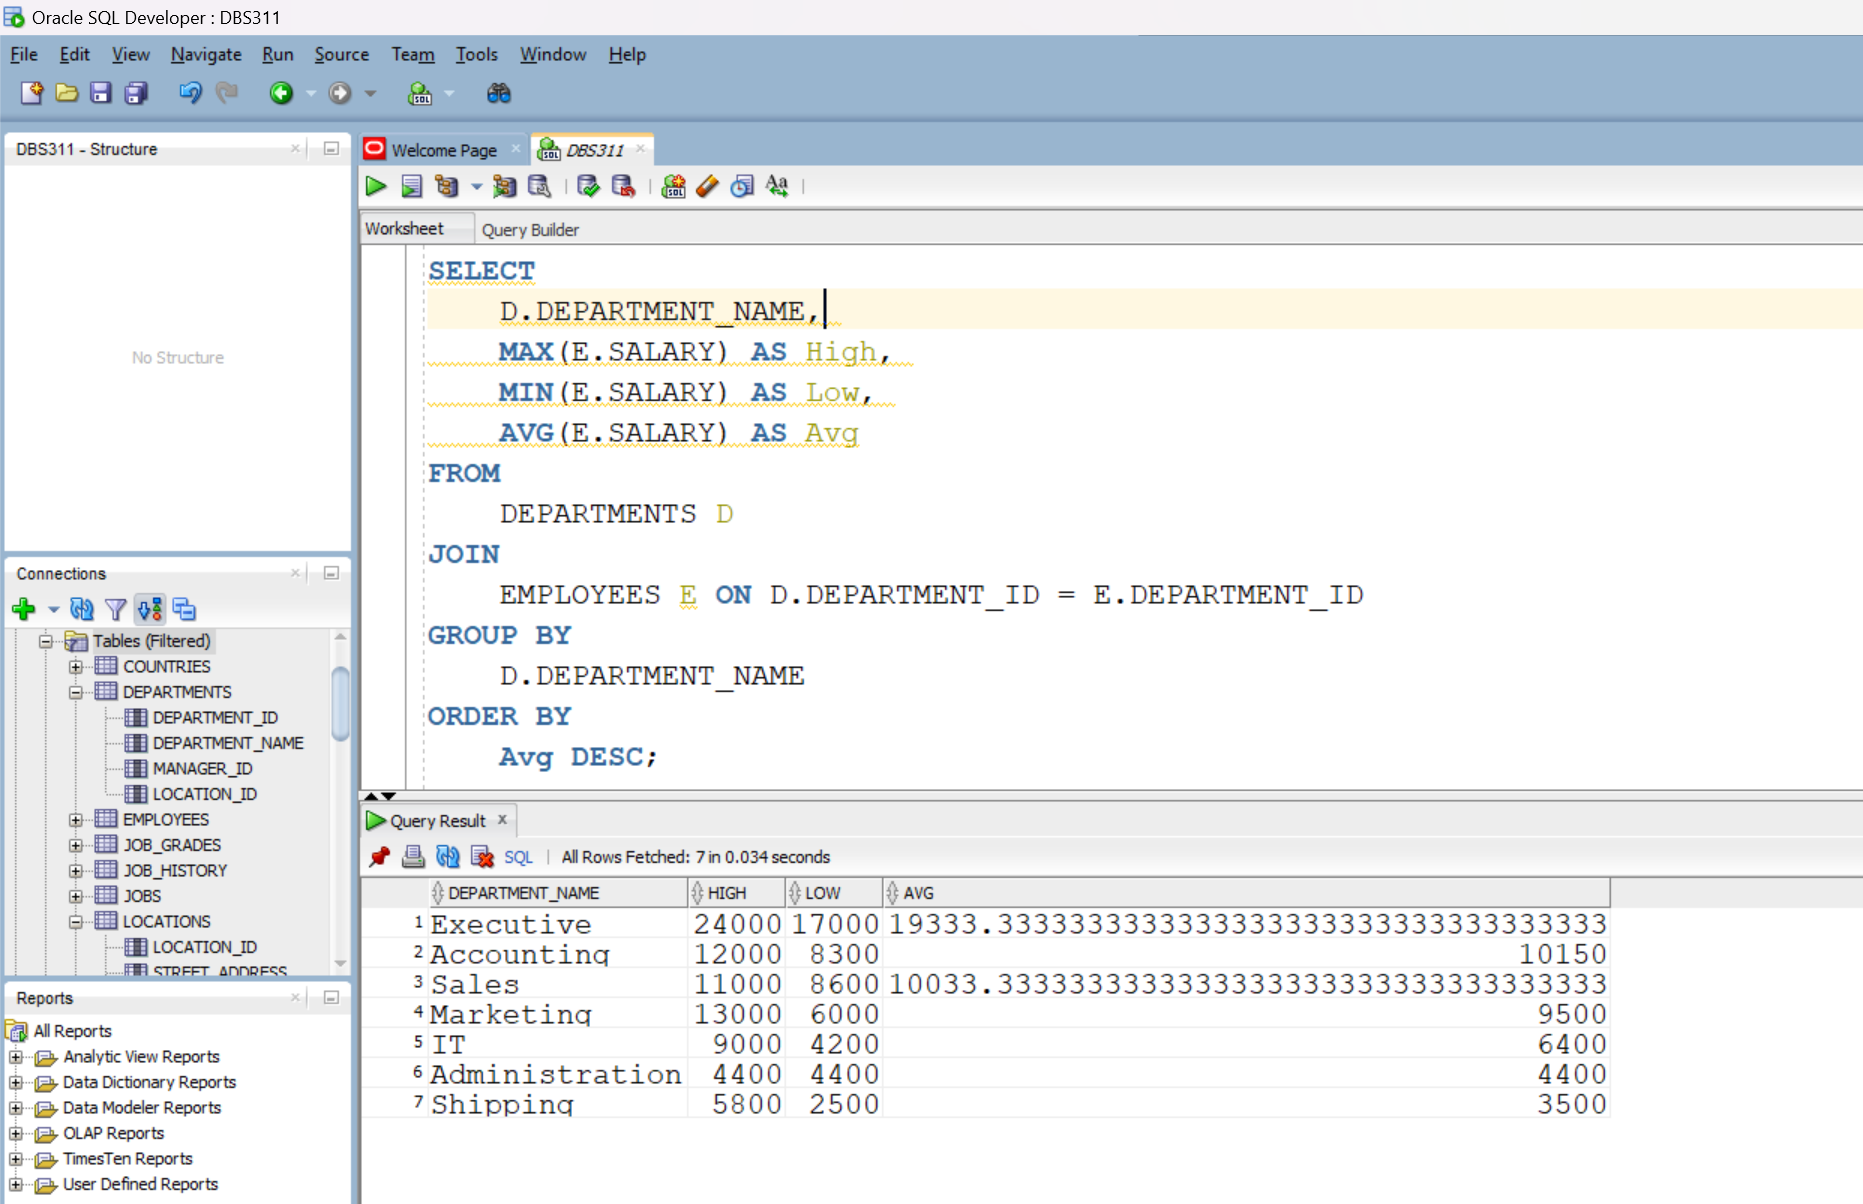 Oracle SQL Developer : DBS311
File Edit View Navigate Run Source Team Tools Window Help
DBS311 - Structure
No Structure
Connections
Tables (Filtered)
COUNTRIES
DEPARTMENTS
DEPARTMENT_ID
DEPARTMENT_NAME
MANAGER_ID
LOCATION_ID
EMPLOYEES
JOB_GRADES
JOB_HISTORY
JOBS
LOCATIONS
LOCATION_ID
STREET_ADDRESS
Reports
All Reports
Analytic View Reports
Data Dictionary Reports
Data Modeler Reports
OLAP Reports
TimesTen Reports
User Defined Reports
Welcome Page DBS311
Worksheet Query Builder
SELECT
D.DEPARTMENT_NAME,
MAX(E.SALARY) AS High,
MIN(E.SALARY) AS Low,
AVG(E.SALARY) AS Avg
FROM
DEPARTMENTS D
JOIN
EMPLOYEES E ON D.DEPARTMENT_ID = E.DEPARTMENT_ID
GROUP BY
D.DEPARTMENT_NAME
ORDER BY
Avg DESC;
Query Result
SQL | All Rows Fetched: 7 in 0.034 seconds
DEPARTMENT_NAME HIGH LOW AVG
1 Executive 24000 17000 19333.3333333333333333333333333333333333
2 Accounting 12000 8300 10150
3 Sales 11000 8600 10033.3333333333333333333333333333333333
4 Marketing 13000 6000 9500
5 IT 9000 4200 6400
6 Administration 4400 4400 4400
7 Shipping 5800 2500 3500